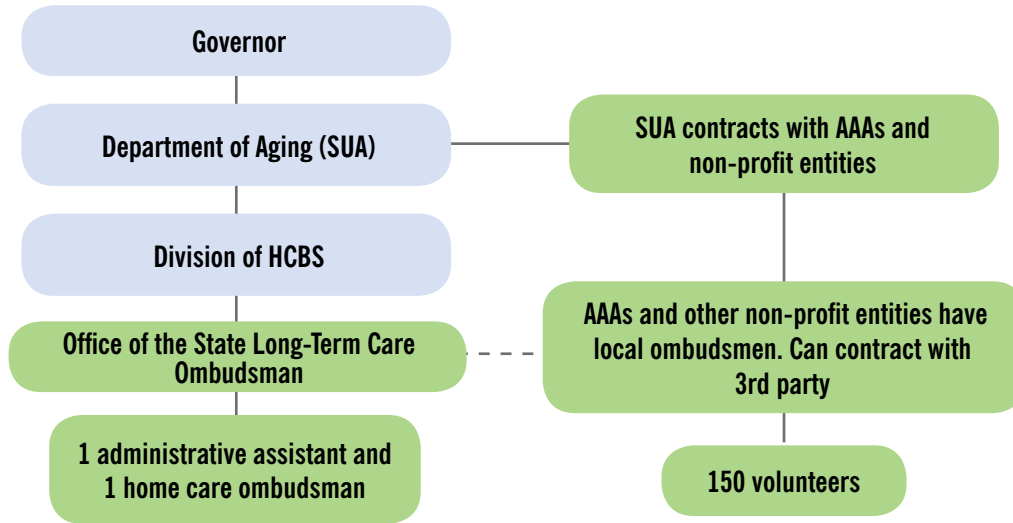 Governor
Department of Aging (SUA)
SUA contracts with AAAs and
non-profit entities
Division of HCBS
Office of the State Long-Term Care
Ombudsman
AAAs and other non-profit entities have
local ombudsmen. Can contract with
3rd party
1 administrative assistant and
1 home care ombudsman
150 volunteers